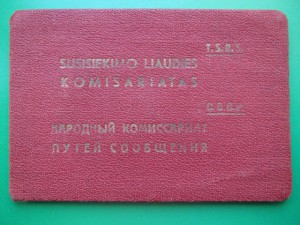 T.S.R.S.
SUSISIEKIMO LIAUDIES
KOMISARIATAS
С.С.С.Р.
НАРОДНЫЙ КОМИССАРИАТ
ПУТЕЙ СООБЩЕНИЯ